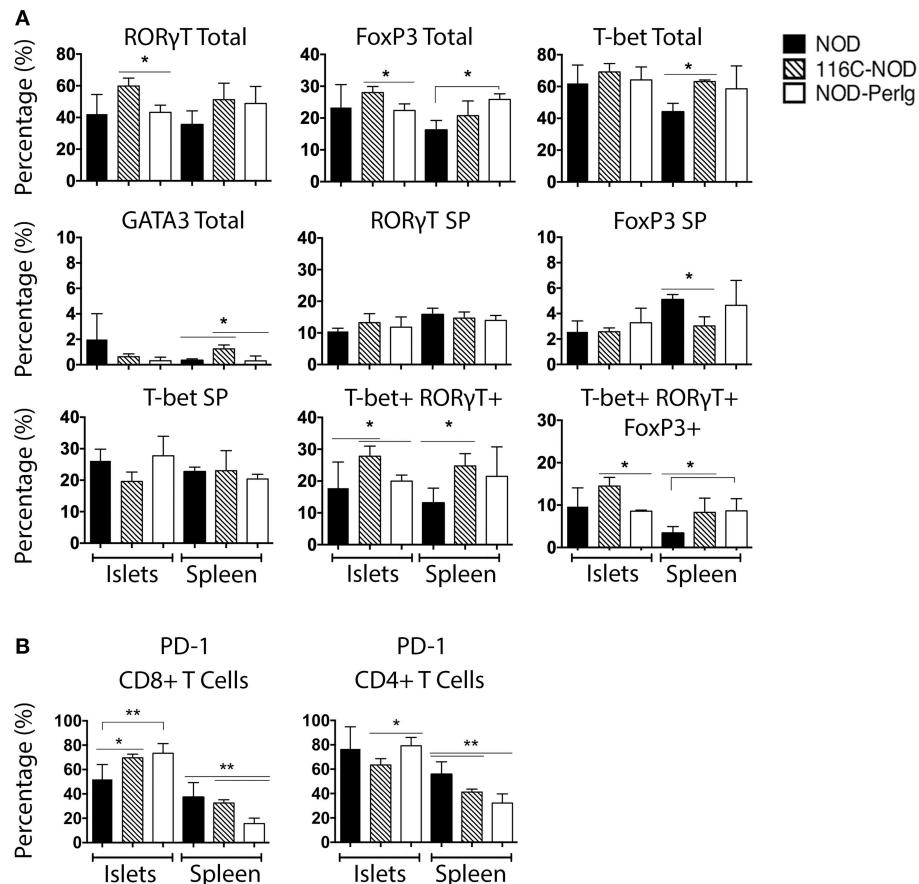 A
RORγT Total
FoxP3 Total
T-bet Total
NOD
116C-NOD
NOD-PerIg
Percentage (%)
80
60
40
20
0
*
40
30
20
10
0
*
*
80
60
40
20
0
*
GATA3 Total
RORγT SP
FoxP3 SP
Percentage (%)
10
8
6
4
2
0
*
40
30
20
10
0
10
8
6
4
2
0
*
T-bet SP
T-bet+ RORγT+
T-bet+ RORγT+
FoxP3+
Percentage (%)
40
30
20
10
0
40
30
20
10
0
*
*
30
20
10
0
*
*
Islets Spleen
Islets Spleen
Islets Spleen
B
PD-1
CD8+ T Cells
PD-1
CD4+ T Cells
Percentage (%)
100
80
60
40
20
0
**
*
**
100
80
60
40
20
0
*
**
Islets Spleen
Islets Spleen